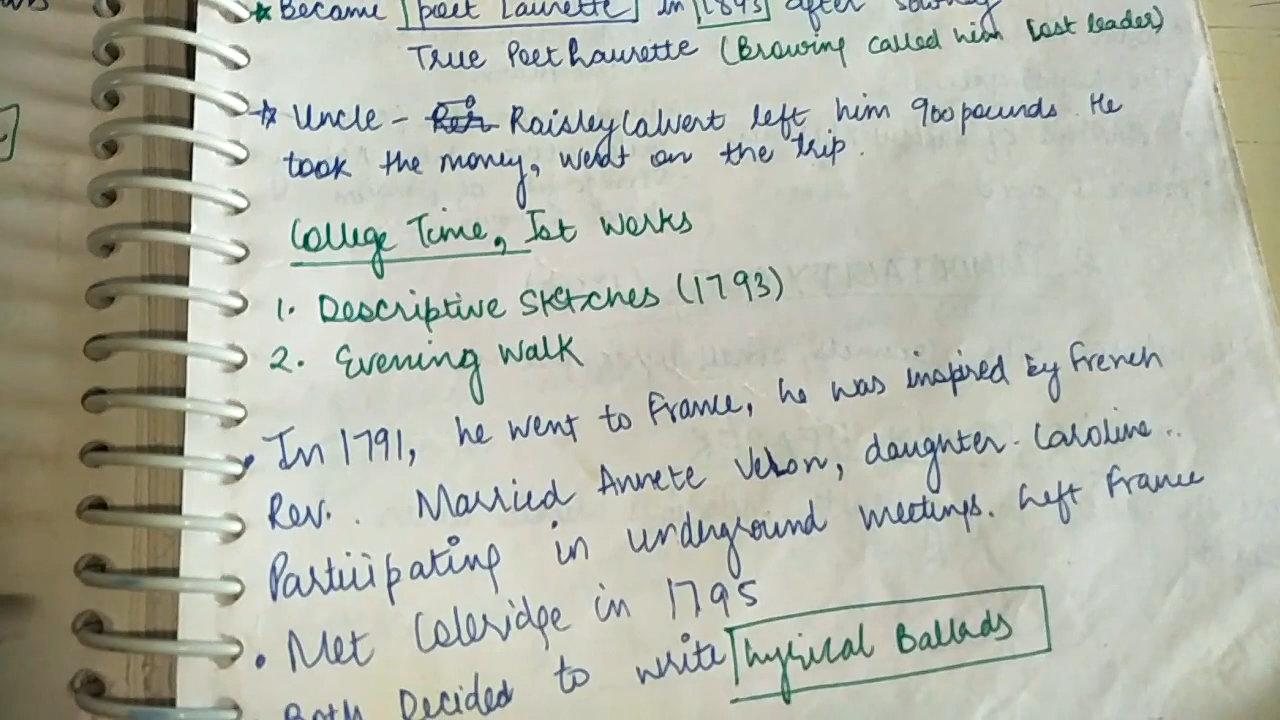 * Became poet Laurette in 1843 after
True Poet Laurette (Browing called him Lost leader)
* Uncle - Raisley Calvert left him 900 pounds. He
took the money, went on the trip.
College Time, Ist Works
1. Descriptive Sketches (1793)
2. Evening Walk
• In 1791, he went to France, he was inspired by French
Rev. . Married Annete Velson, daughter - Caroline ..
Participating in underground meetings. Left France
• Met Coleridge in 1795
Both Decided to write Lyrical Ballads